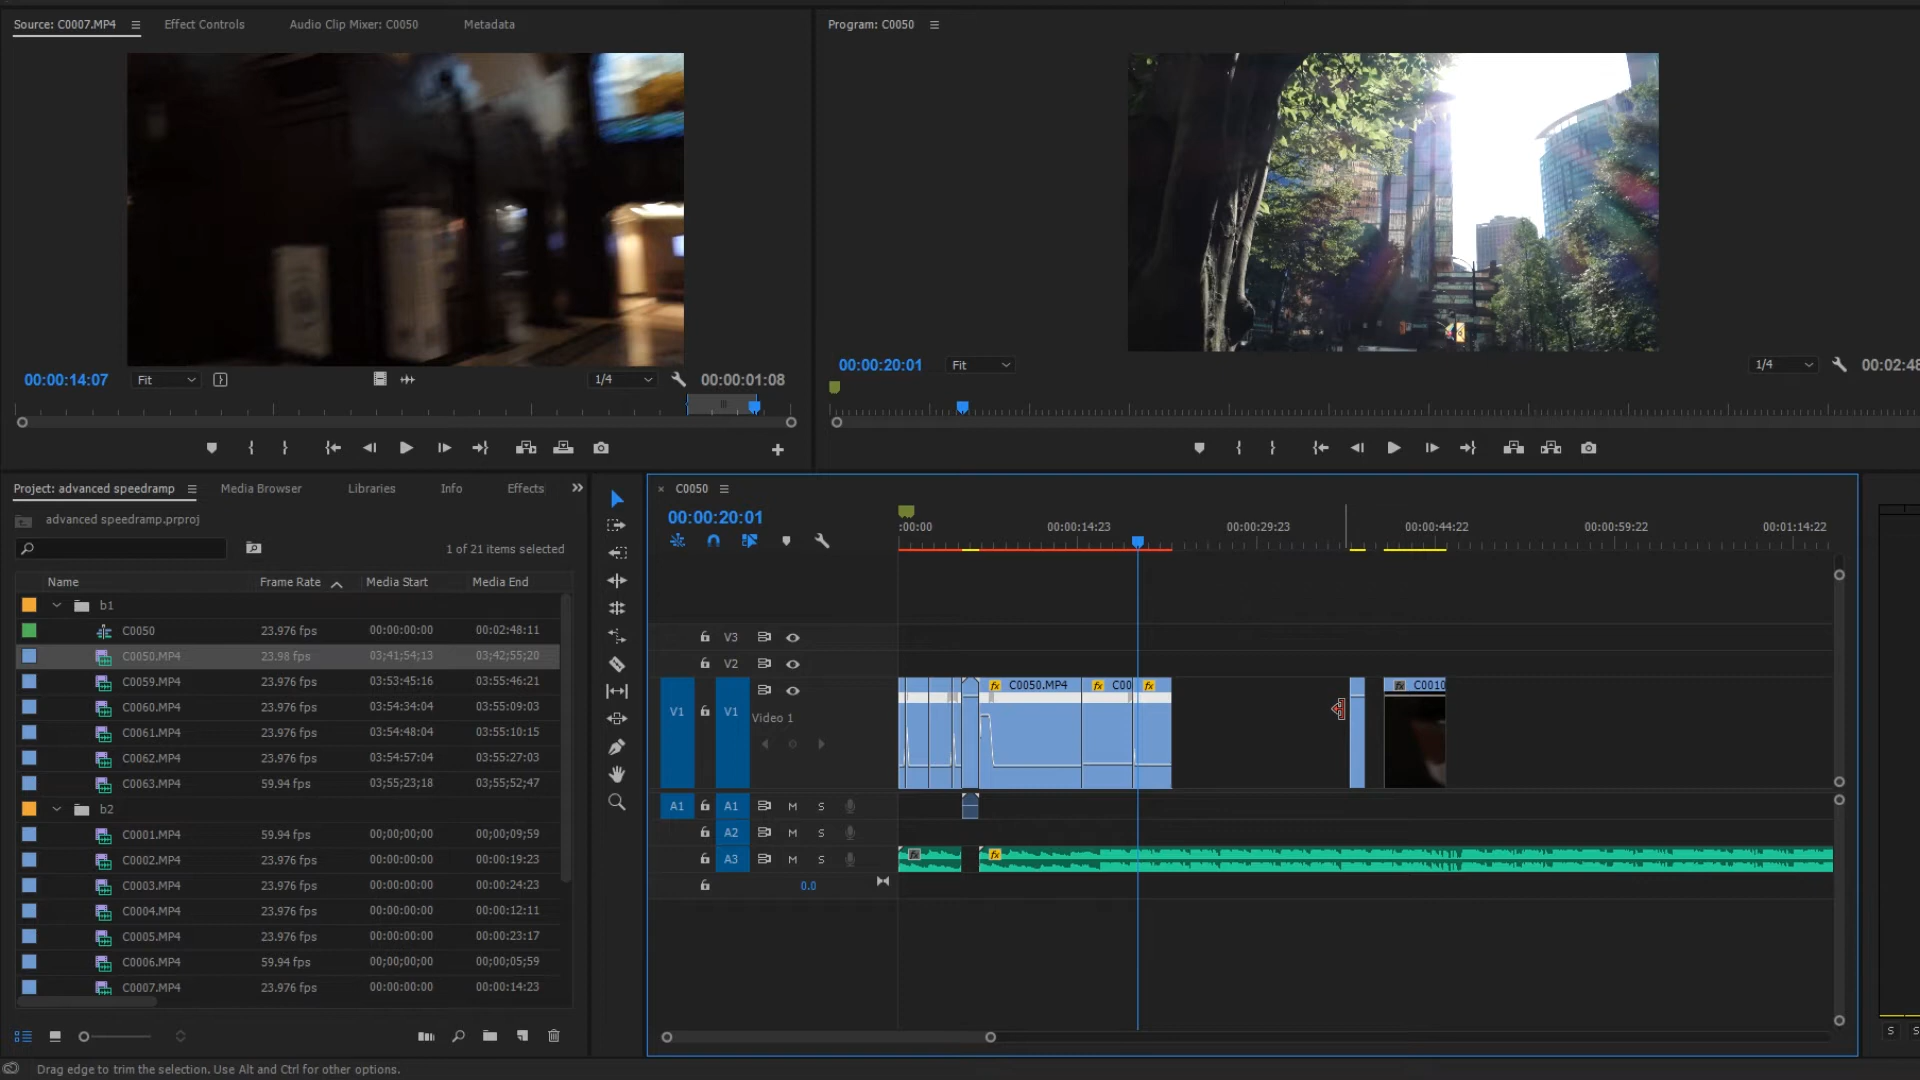 Source: C0007.MP4
Effect Controls
Audio Clip Mixer: C0050
Metadata
Program: C0050
00:00:14:07
Fit
1/4
00:00:01:08
00:00:20:01
Fit
1/4
00:02:48
Project: advanced speedramp
Media Browser
Libraries
Info
Effects
advanced speedramp.prproj
1 of 21 items selected
Name
Frame Rate
Media Start
Media End
b1
C0050 23.976 fps 00:00:00:00 00:02:48:11
C0050.MP4 23.98 fps 03;41;54;13 03;42;55;20
C0059.MP4 23.976 fps 03:53:45:16 03:55:46:21
C0060.MP4 23.976 fps 03:54:34:04 03:55:09:03
C0061.MP4 23.976 fps 03:54:48:04 03:55:10:15
C0062.MP4 23.976 fps 03:54:57:04 03:55:27:03
C0063.MP4 59.94 fps 03:55:23;18 03:55:52;47
b2
C0001.MP4 59.94 fps 00;00;00;00 00;00;09;59
C0002.MP4 23.976 fps 00:00:00:00 00:00:19:23
C0003.MP4 23.976 fps 00:00:00:00 00:00:24:23
C0004.MP4 23.976 fps 00:00:00:00 00:00:12:11
C0005.MP4 23.976 fps 00:00:00:00 00:00:23:17
C0006.MP4 59.94 fps 00;00;00;00 00;00;05;59
C0007.MP4 23.976 fps 00:00:00:00 00:00:14:23
× C0050
00:00:20:01
:00:00
00:00:14:23
00:00:29:23
00:00:44:22
00:00:59:22
00:01:14:22
V3
V2
fx C0050.MP4
fx C00
fx
fx C0010
V1 V1 Video 1
A1 A1 M S
A2 M S
A3 M S
fx
fx
0.0
S
S
Drag edge to trim the selection. Use Alt and Ctrl for other options.